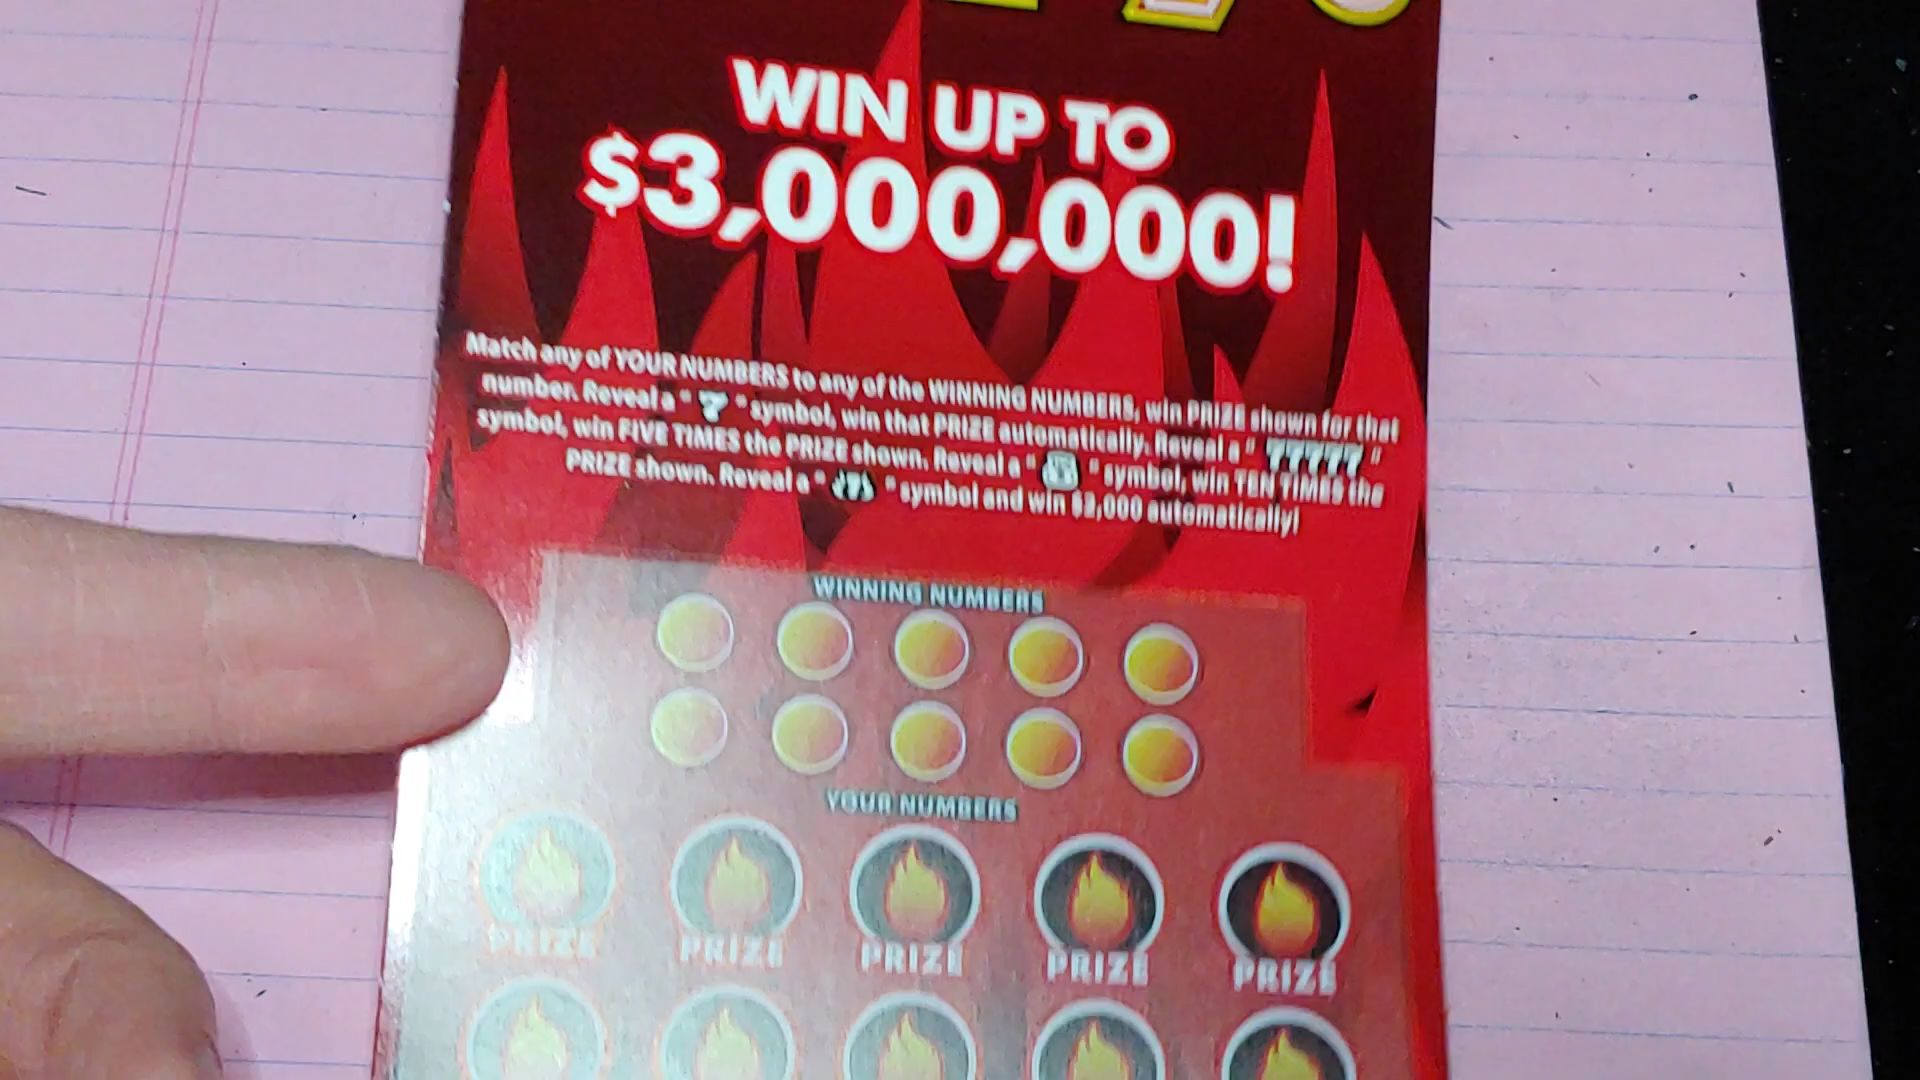 WIN UP TO
$3,000,000!
Match any of YOUR NUMBERS to any of the WINNING NUMBERS, win PRIZE shown for that
number. Reveal a " 7 " symbol, win that PRIZE automatically. Reveal a " 77777 "
symbol, win FIVE TIMES the PRIZE shown. Reveal a " " symbol, win TEN TIMES the
PRIZE shown. Reveal a " " symbol and win $2,000 automatically!
WINNING NUMBERS
YOUR NUMBERS
PRIZE PRIZE PRIZE PRIZE PRIZE